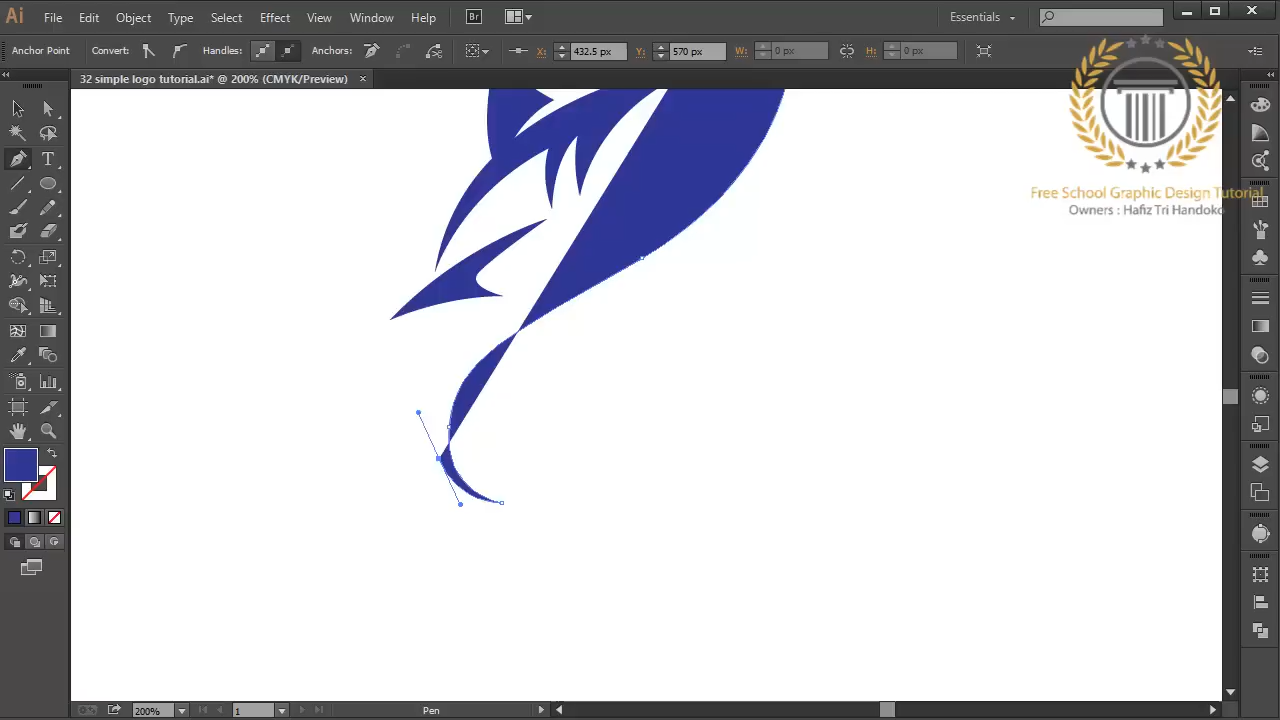 Ai File Edit Object Type Select Effect View Window Help Br Essentials
Anchor Point Convert: Handles: Anchors: X: 432.5 px Y: 570 px W: 0 px H: 0 px
32 simple logo tutorial.ai* @ 200% (CMYK/Preview)
T
Free School Graphic Design Tutorial
Owners : Hafiz Tri Handoko
200% 1 Pen